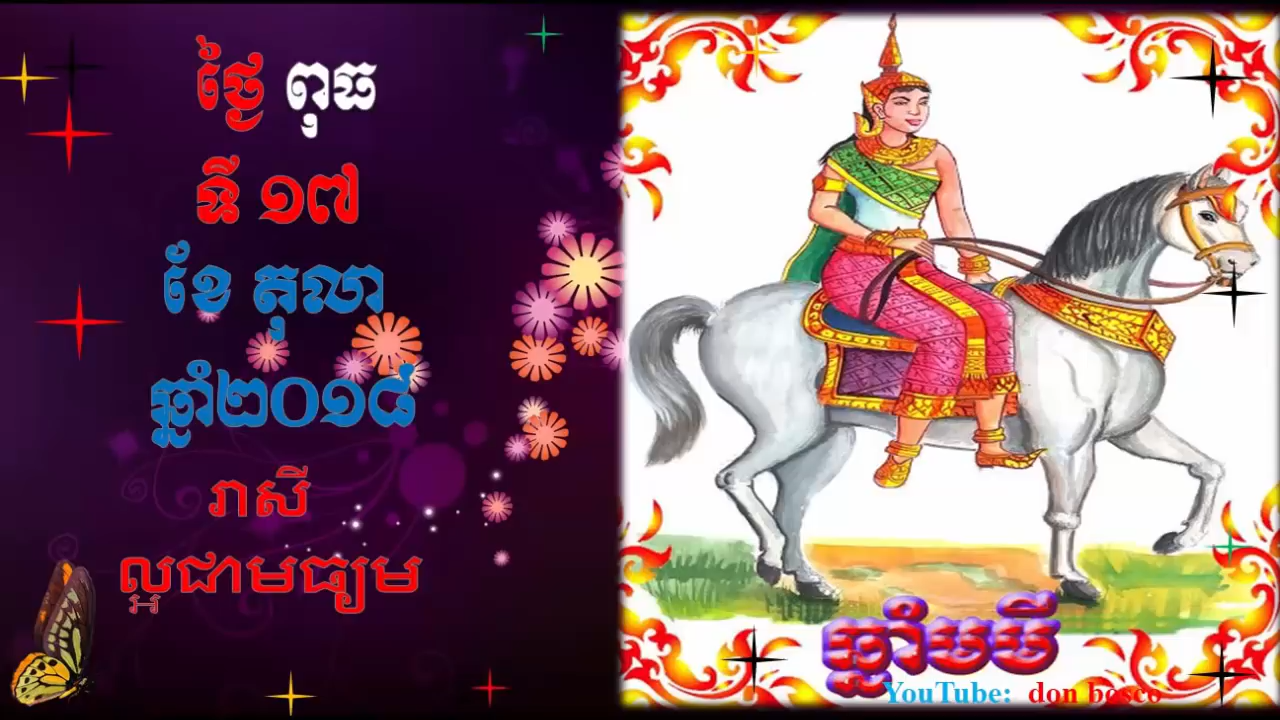 ថ្ងៃ ពុធ
ទី ១៧
ខែ តុលា
ឆ្នាំ២០១៨
រាសី
ល្អជាមធ្យម
ឆ្នាំមមី
YouTube: don bosco